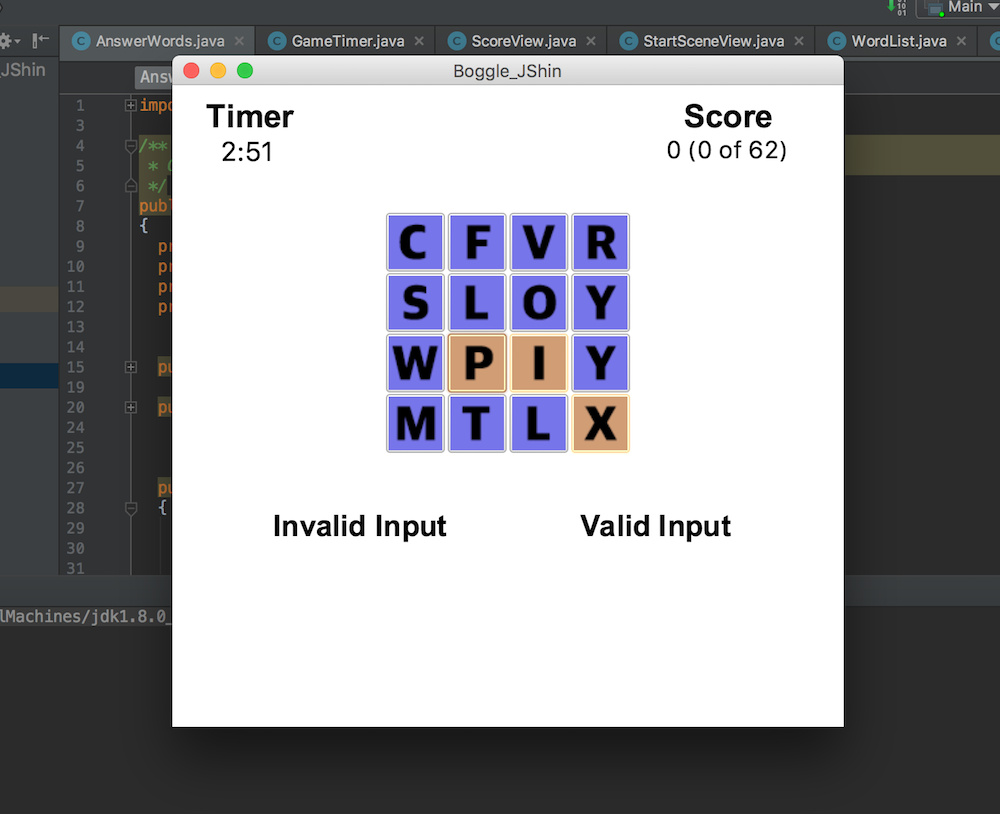 Main
AnswerWords.java
GameTimer.java
ScoreView.java
StartSceneView.java
WordList.java
_JShin
Boggle_JShin
Answ
Timer
Score
2:51
0 (0 of 62)
1 impo
3
4 /**
5 *
6 */
7 publ
8 {
9 pr
10 pr
11 pr
12 pr
13
14
15 pu
19
20 pu
24
25
26
27 pu
28 {
29
30
31
C F V R
S L O Y
W P I Y
M T L X
Invalid Input
Valid Input
lMachines/jdk1.8.0_